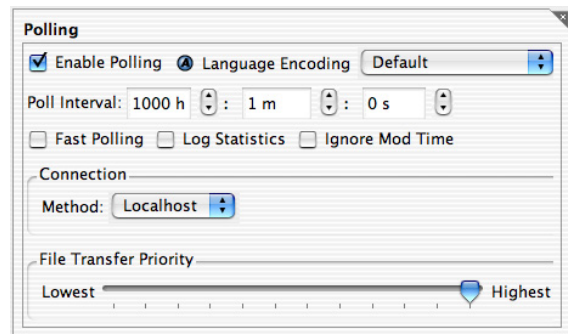 Polling
Enable Polling A Language Encoding Default
Poll Interval: 1000 h : 1 m : 0 s
Fast Polling Log Statistics Ignore Mod Time
Connection
Method: Localhost
File Transfer Priority
Lowest Highest